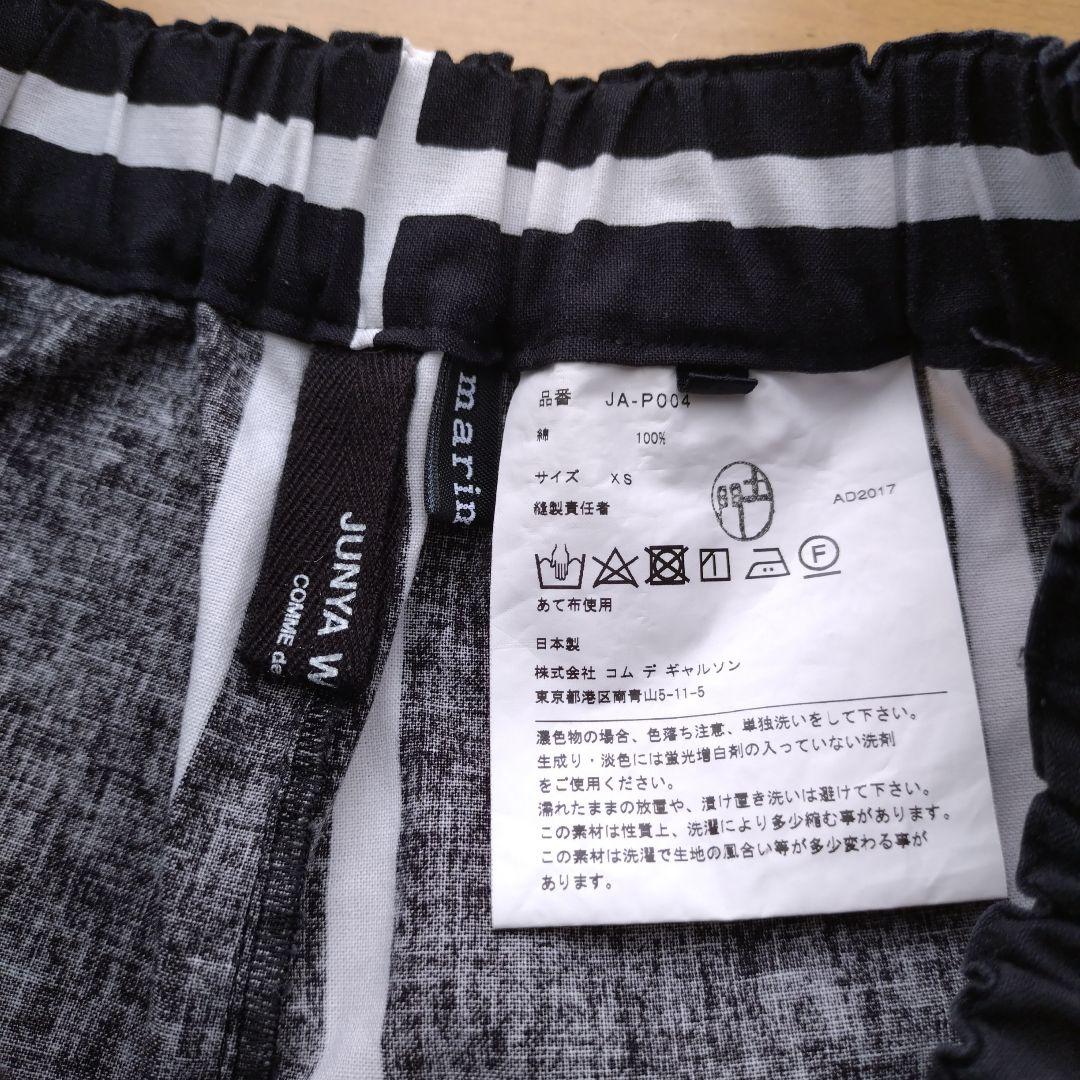 JUNYA W
COMME de
marin
品番 JA-P004
綿 100%
サイズ XS
縫製責任者
AD2017
F
あて布使用
日本製
株式会社 コム デ ギャルソン
東京都港区南青山5-11-5
濃色物の場合、色落ち注意、単独洗いをして下さい。
生成り・淡色には蛍光増白剤の入っていない洗剤
をご使用ください。
濡れたままの放置や、漬け置き洗いは避けて下さい。
この素材は性質上、洗濯により多少縮む事があります。
この素材は洗濯で生地の風合い等が多少変わる事が
あります。